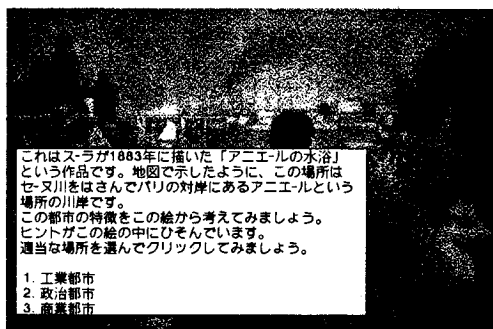 これはスーラが1883年に描いた「アニエールの水浴」
という作品です。地図で示したように、この場所は
セーヌ川をはさんでパリの対岸にあるアニエールという
場所の川岸です。
この都市の特徴をこの絵から考えてみましょう。
ヒントがこの絵の中にひそんでいます。
適当な場所を選んでクリックしてみましょう。
1. 工業都市
2. 政治都市
3. 商業都市